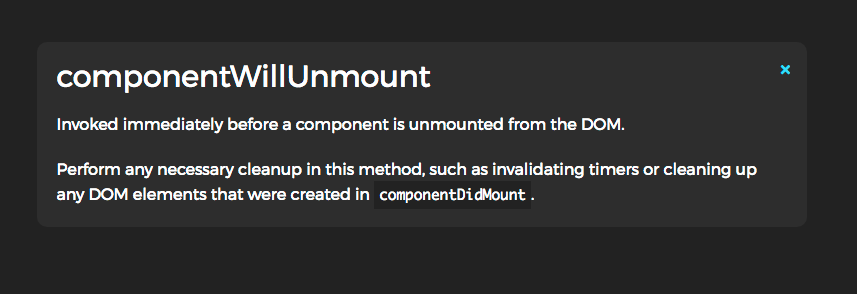 componentWillUnmount
×
Invoked immediately before a component is unmounted from the DOM.
Perform any necessary cleanup in this method, such as invalidating timers or cleaning up
any DOM elements that were created in componentDidMount.